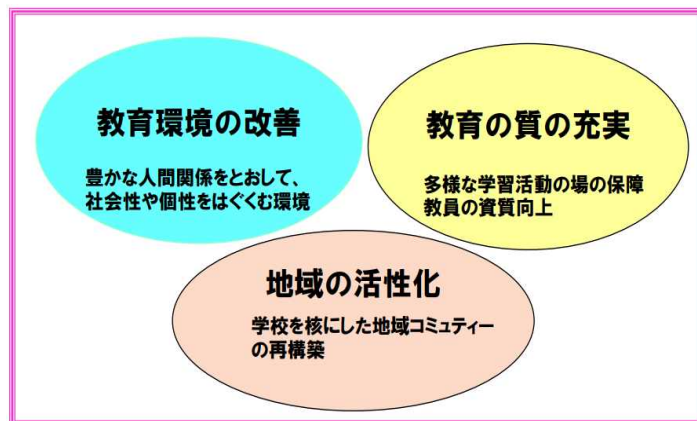 教育環境の改善
豊かな人間関係をとおして、
社会性や個性をはぐくむ環境
教育の質の充実
多様な学習活動の場の保障
教員の資質向上
地域の活性化
学校を核にした地域コミュティー
の再構築